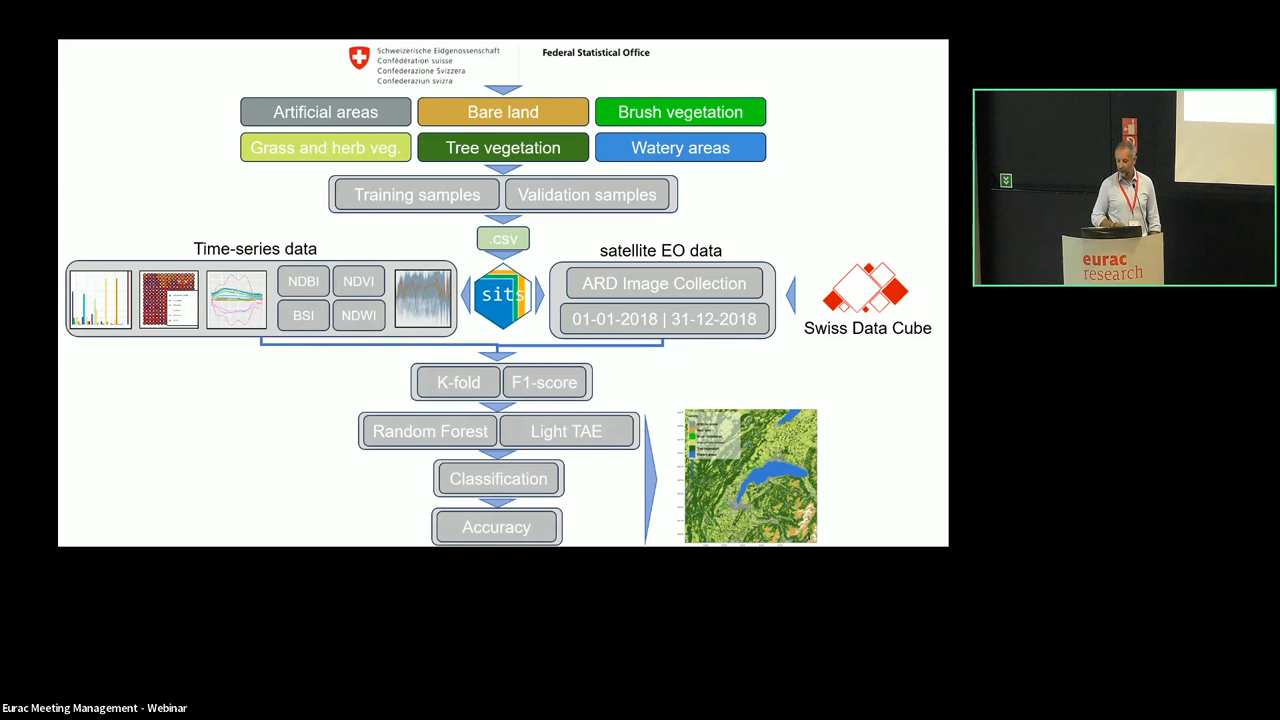 Schweizerische Eidgenossenschaft
Confédération suisse
Confederazione Svizzera
Confederaziun svizra
Federal Statistical Office
Artificial areas
Bare land
Brush vegetation
Grass and herb veg.
Tree vegetation
Watery areas
Training samples
Validation samples
.csv
Time-series data
satellite EO data
NDBI
NDVI
BSI
NDWI
sits
ARD Image Collection
01-01-2018 | 31-12-2018
Swiss Data Cube
K-fold
F1-score
Random Forest
Light TAE
Classification
Accuracy
eurac
research
Eurac Meeting Management - Webinar